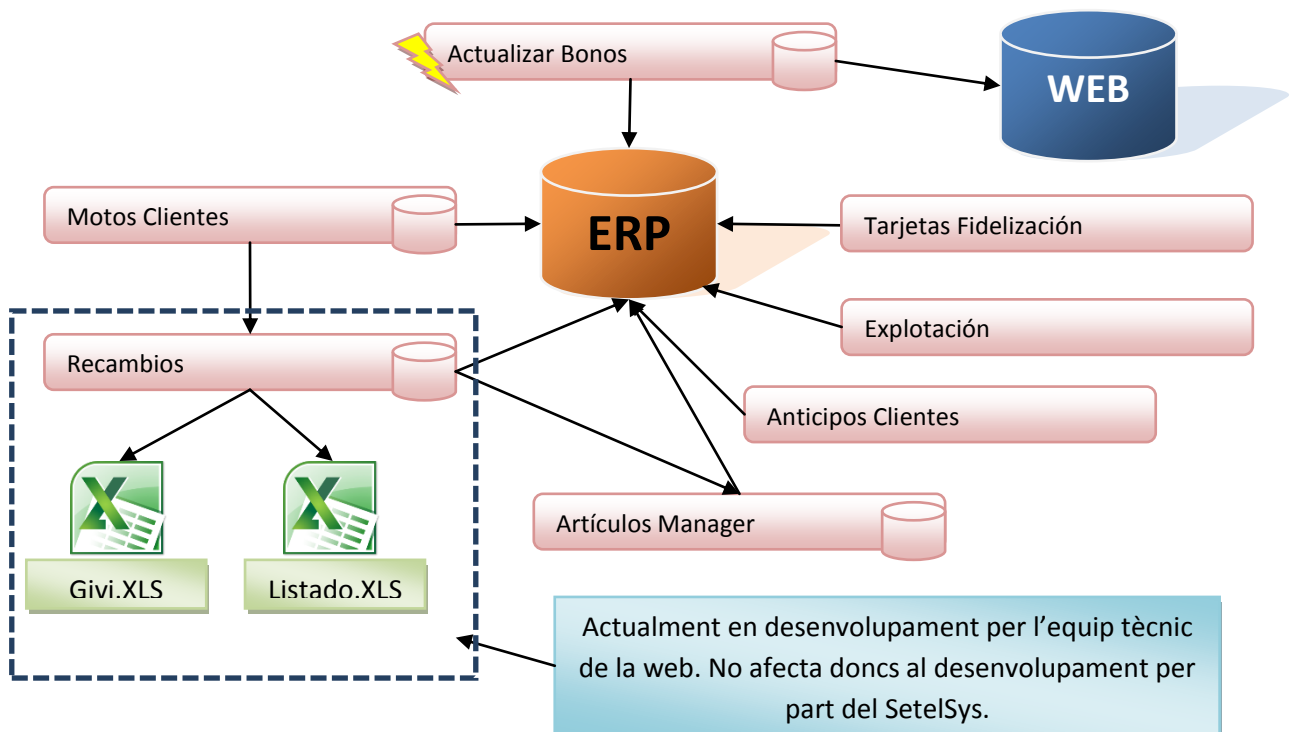 Actualizar Bonos
WEB
Motos Clientes
ERP
Tarjetas Fidelización
Explotación
Recambios
Anticipos Clientes
Artículos Manager
Givi.XLS
Listado.XLS
Actualment en desenvolupament per l’equip tècnic
de la web. No afecta doncs al desenvolupament per
part del SetelSys.